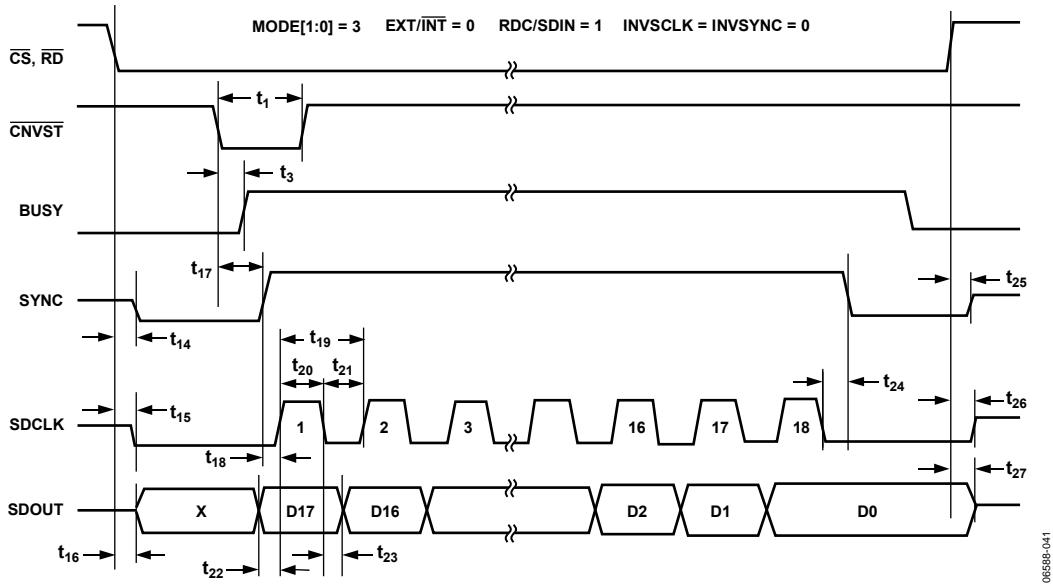 MODE[1:0] = 3 EXT/INT = 0 RDC/SDIN = 1 INVSCLK = INVSYNC = 0
CS, RD
t1
CNVST
t3
BUSY
t17
SYNC
t25
t14
t19
t20 t21
t24
t15
t26
SDCLK
1 2 3 16 17 18
t18
t27
SDOUT
X D17 D16 D2 D1 D0
t16
t22
t23
06588-041